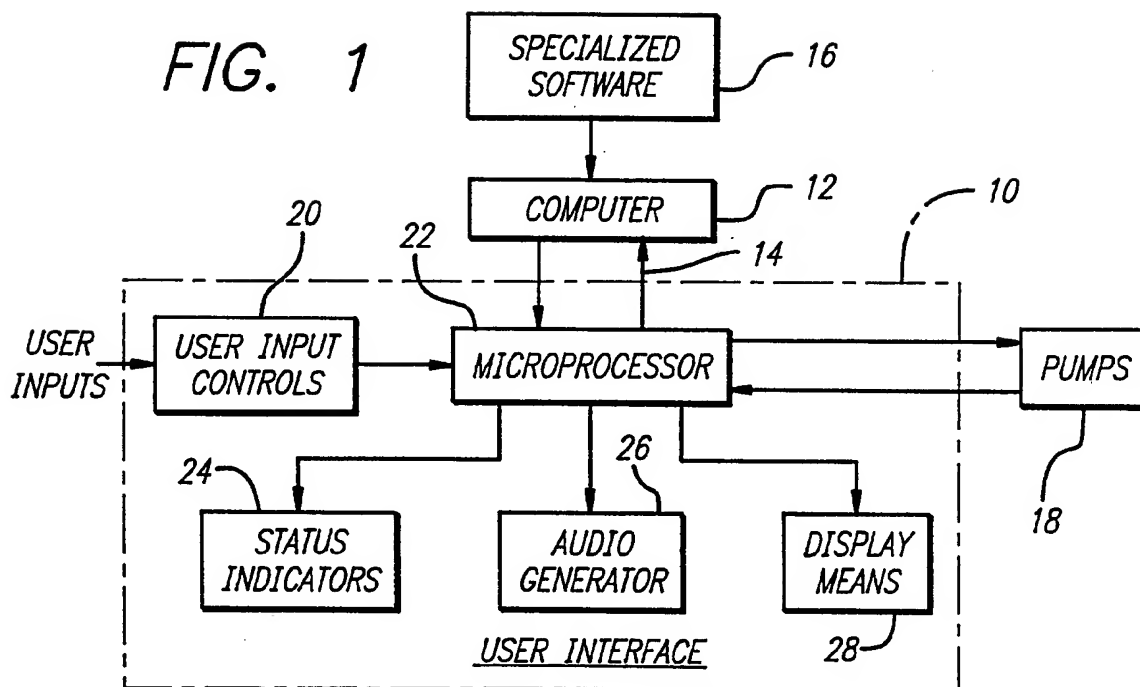 FIG. 1
SPECIALIZED
SOFTWARE
16
COMPUTER
12
10
20
22
14
USER
INPUTS
USER INPUT
CONTROLS
MICROPROCESSOR
PUMPS
18
24
26
STATUS
INDICATORS
AUDIO
GENERATOR
DISPLAY
MEANS
28
USER INTERFACE